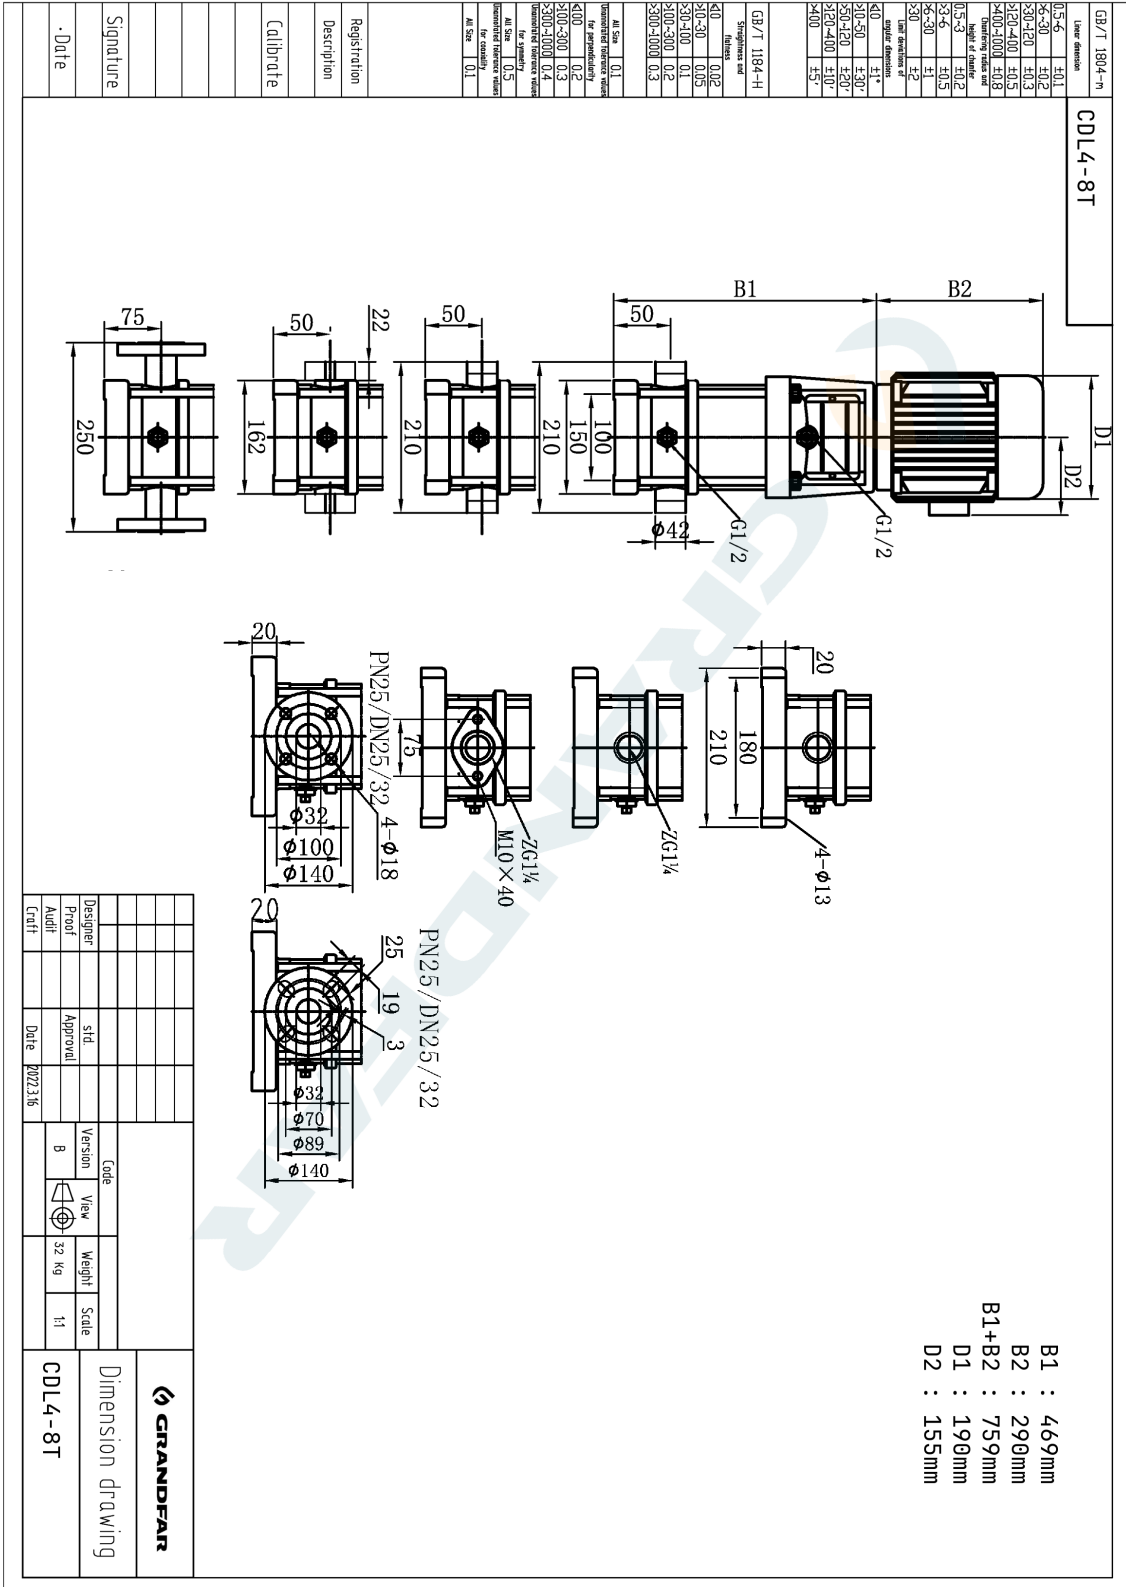 GB/T 1804-m
Linear dimension
0.5~6 ±0.1
>6~30 ±0.2
>30~120 ±0.3
>120~400 ±0.5
>400~1000 ±0.8
Chamfering radius and
height of chamfer
0.5~3 ±0.2
>3~6 ±0.5
>6~30 ±1
>30 ±2
Limit deviations of
angular dimensions
≤10 ±1°
>10~50 ±30'
>50~120 ±20'
>120~400 ±10'
>400 ±5'
GB/T 1184-H
Straightness and
flatness
≤10 0.02
>10~30 0.05
>30~100 0.1
>100~300 0.2
>300~1000 0.3
Unannotated tolerance values
for perpendicularity
All Size 0.1
Unannotated tolerance values
for symmetry
≤100 0.2
>100~300 0.3
>300~1000 0.4
Unannotated tolerance values
for coaxiality
All Size 0.5
All Size 0.1
Registration
Description
Calibrate
Signature
·Date
CDL4-8T
B1
B2
D1
D2
50
100
150
210
G1/2
G1/2
ϕ42
50
210
22
50
162
75
250
20
180
210
4-ϕ13
ZG1¼
75
ZG1¼
M10×40
20
PN25/DN25/32
4-ϕ18
ϕ32
ϕ100
ϕ140
20
PN25/DN25/32
25
19
3
ϕ32
ϕ70
ϕ89
ϕ140
B1 : 469mm
B2 : 290mm
B1+B2 : 759mm
D1 : 190mm
D2 : 155mm
Designer
Proof
Audit
Craft
std.
Approval
Date 2022.3.16
Code
Version View Weight Scale
B 32 Kg 1:1
GRANDFAR
Dimension drawing
CDL4-8T
GRANDFAR